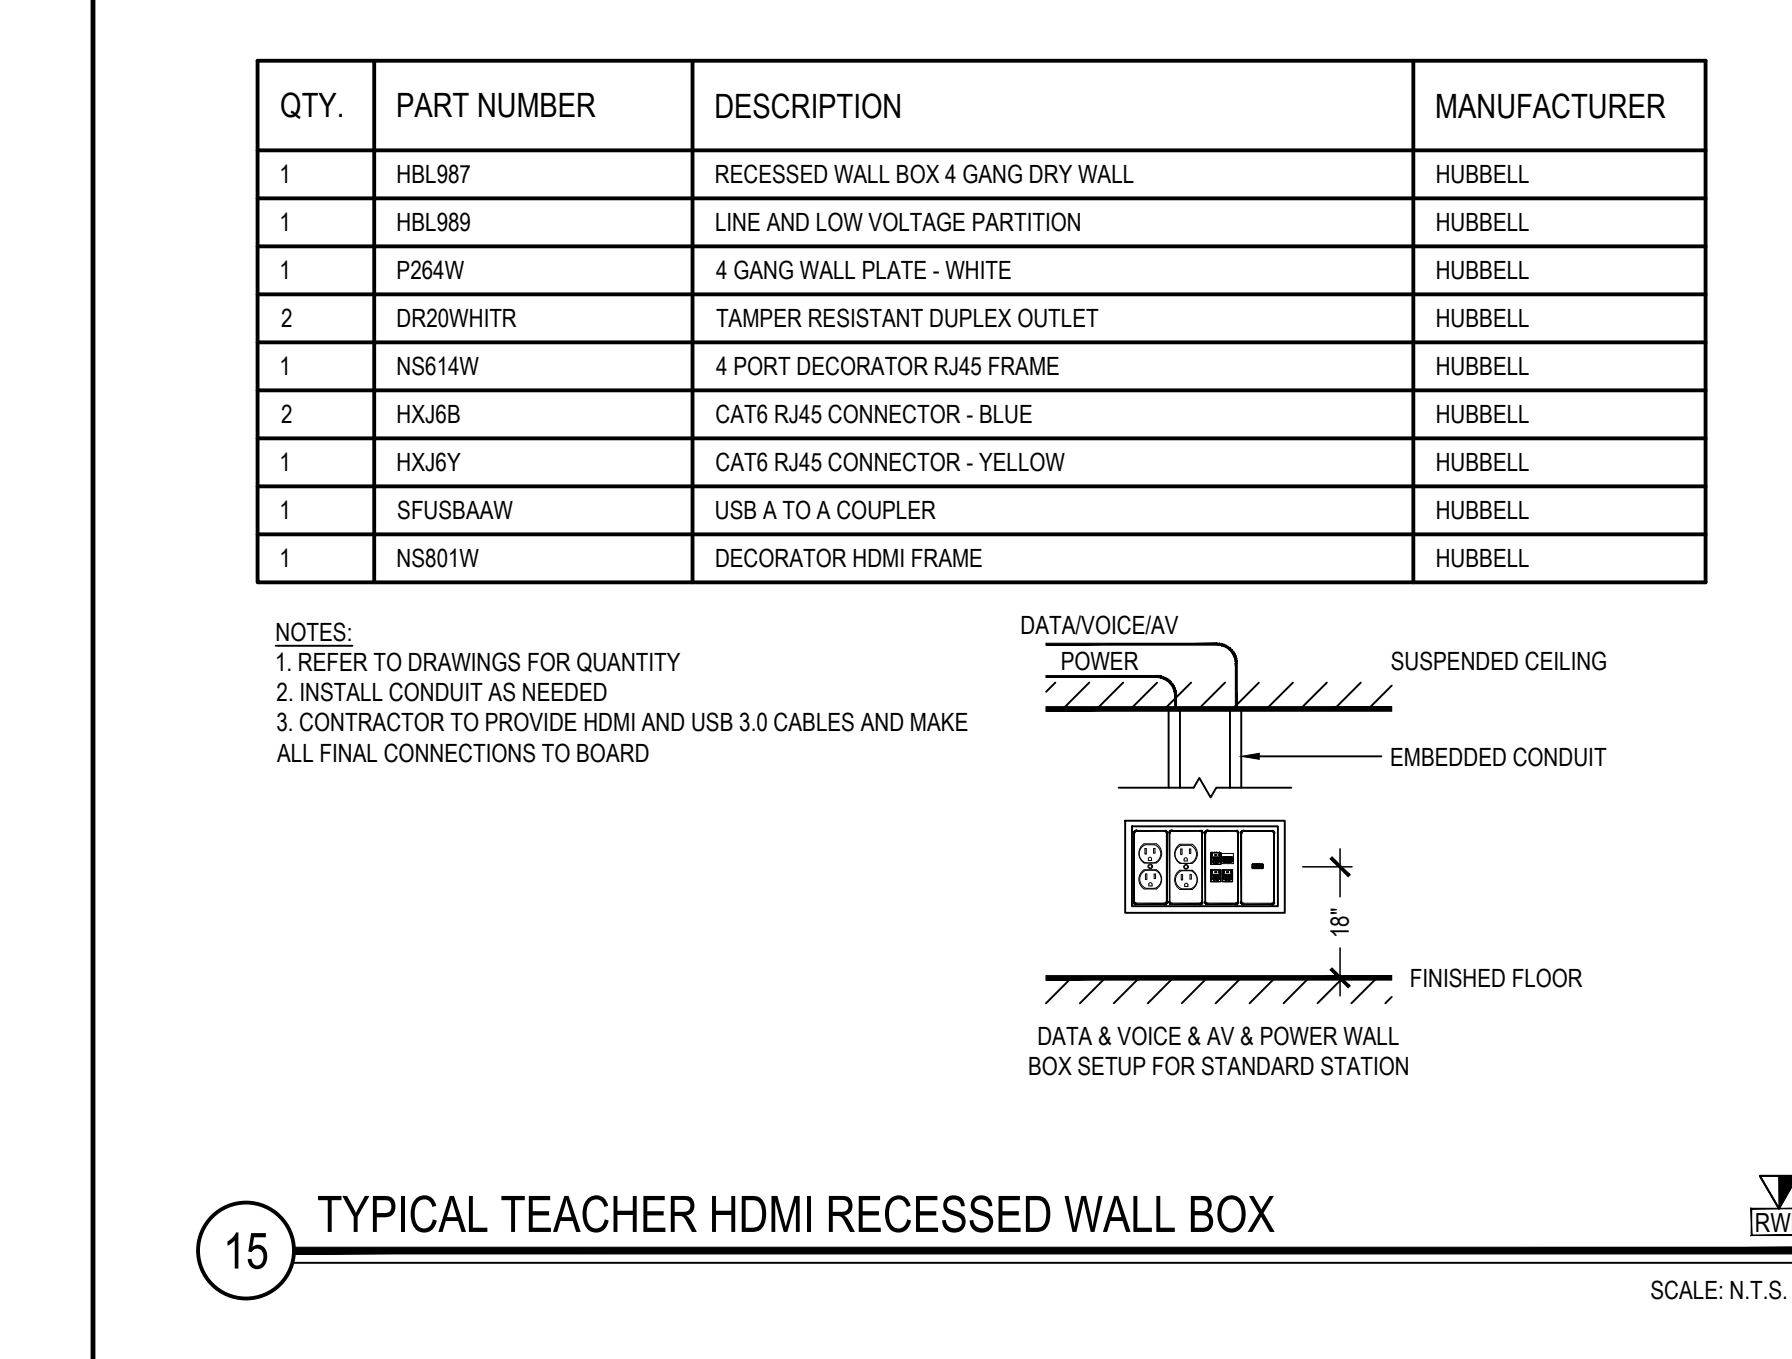 QTY. PART NUMBER DESCRIPTION MANUFACTURER
1 HBL987 RECESSED WALL BOX 4 GANG DRY WALL HUBBELL
1 HBL989 LINE AND LOW VOLTAGE PARTITION HUBBELL
1 P264W 4 GANG WALL PLATE - WHITE HUBBELL
2 DR20WHITR TAMPER RESISTANT DUPLEX OUTLET HUBBELL
1 NS614W 4 PORT DECORATOR RJ45 FRAME HUBBELL
2 HXJ6B CAT6 RJ45 CONNECTOR - BLUE HUBBELL
1 HXJ6Y CAT6 RJ45 CONNECTOR - YELLOW HUBBELL
1 SFUSBAAW USB A TO A COUPLER HUBBELL
1 NS801W DECORATOR HDMI FRAME HUBBELL
NOTES:
1. REFER TO DRAWINGS FOR QUANTITY
2. INSTALL CONDUIT AS NEEDED
3. CONTRACTOR TO PROVIDE HDMI AND USB 3.0 CABLES AND MAKE
ALL FINAL CONNECTIONS TO BOARD
DATA/VOICE/AV
POWER
SUSPENDED CEILING
EMBEDDED CONDUIT
18"
FINISHED FLOOR
DATA & VOICE & AV & POWER WALL
BOX SETUP FOR STANDARD STATION
15
TYPICAL TEACHER HDMI RECESSED WALL BOX
RW
SCALE: N.T.S.